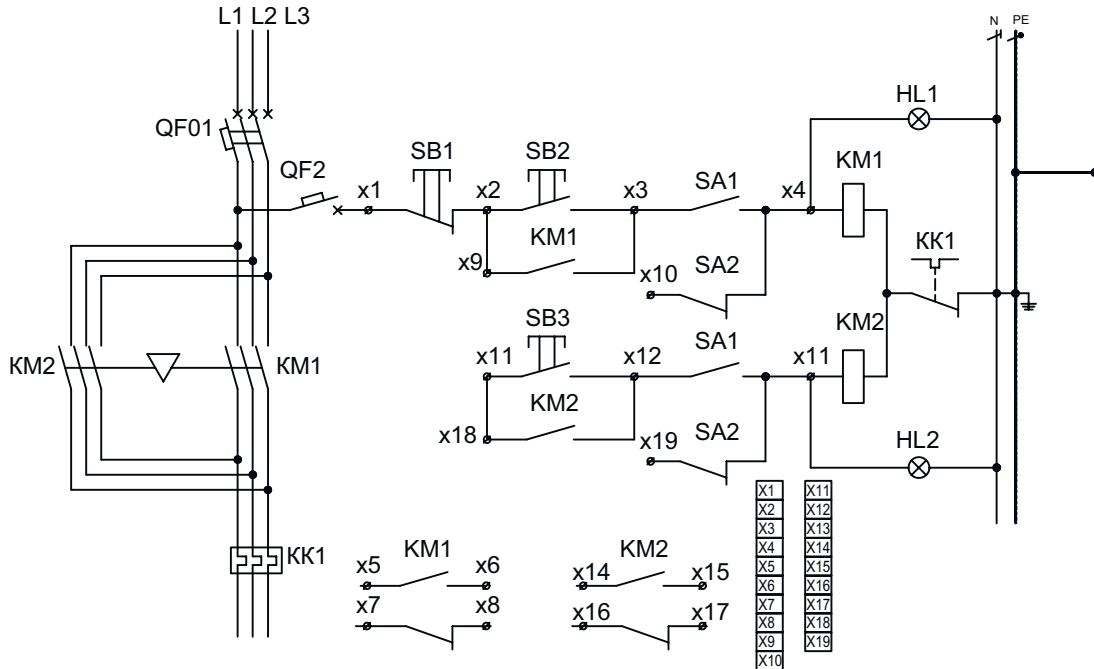 L1 L2 L3
N PE
HL1
QF01
SB1 SB2 KM1
QF2 SA1
x1 x2 x3 x4
KM1 KK1
x9 x10 SA2
SB3 KM2
x11 x12 SA1 x11
KM2 KM1
KM2
x18 x19 SA2
HL2
X1 X11
X2 X12
X3 X13
X4 X14
X5 X15
X6 X16
X7 X17
X8 X18
X9 X19
X10
KK1 KM1 KM2
x5 x6 x14 x15
x7 x8 x16 x17